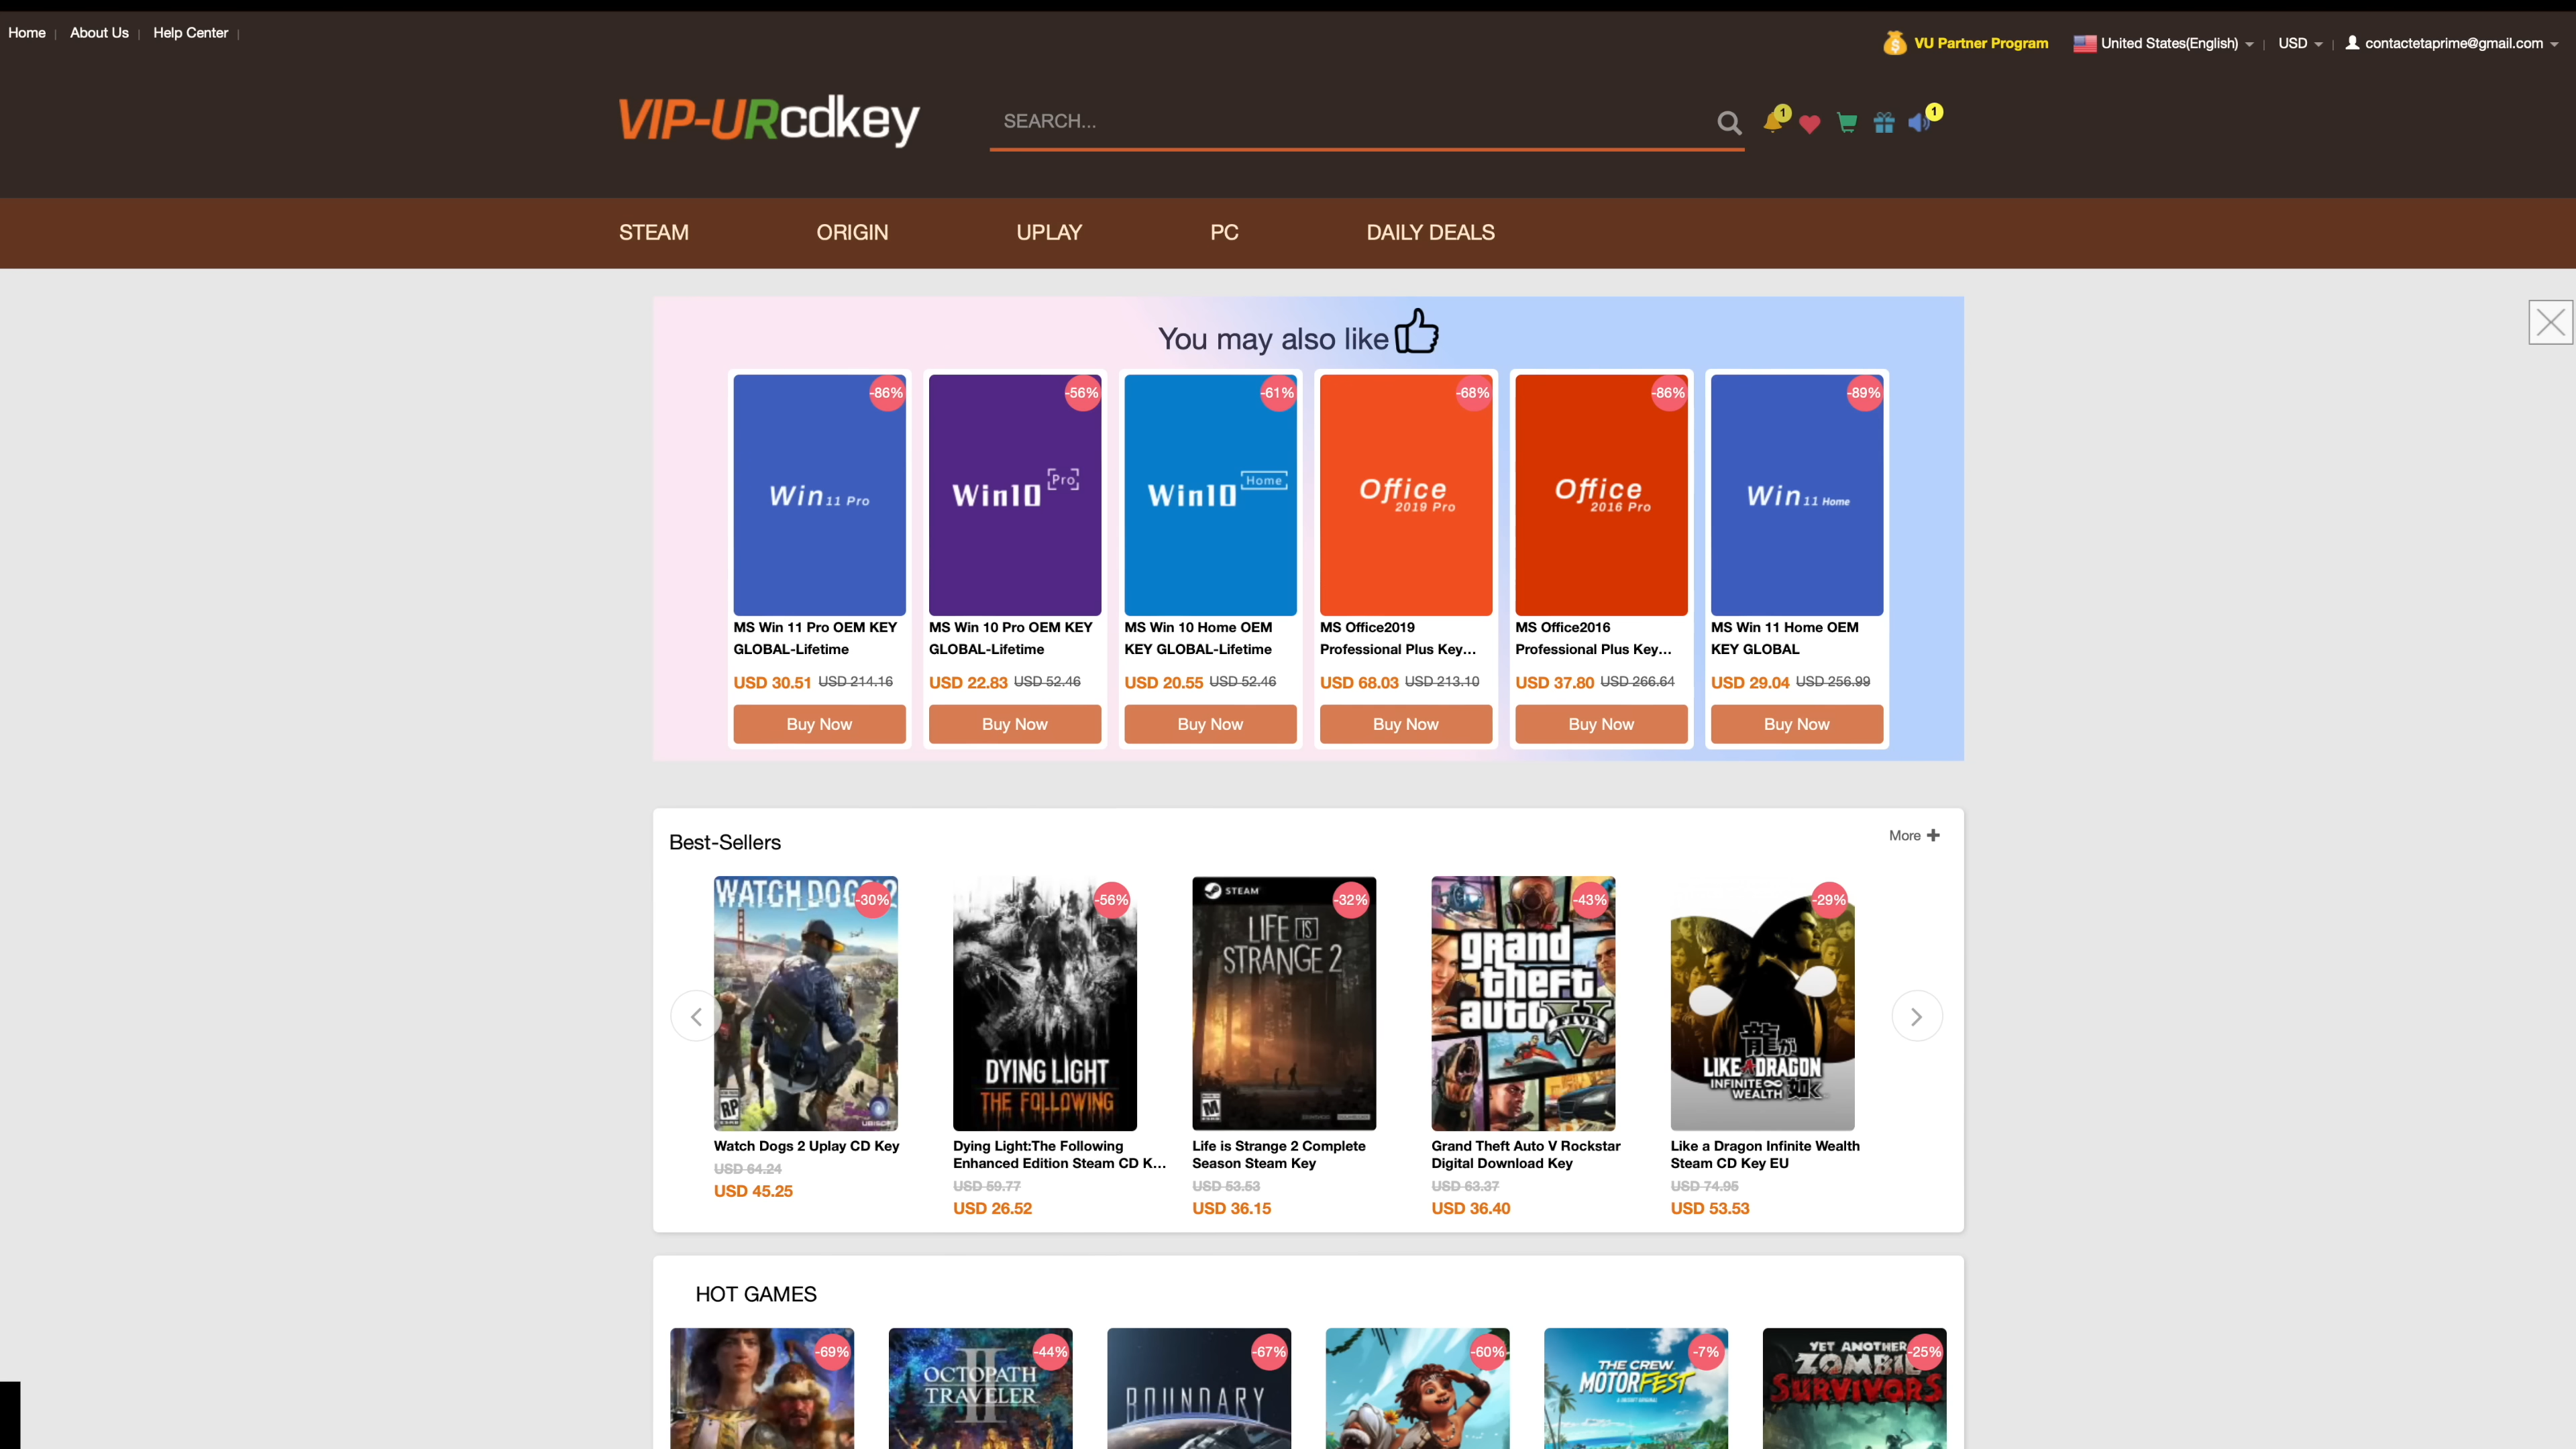 Home | About Us | Help Center |
VU Partner Program United States(English) | USD | contactetaprime@gmail.com
VIP-URcdkey
SEARCH...
1
1
STEAM ORIGIN UPLAY PC DAILY DEALS
You may also like
-86% -56% -61% -68% -86% -89%
Win 11 Pro
Win10 Pro
Win10 Home
Office 2019 Pro
Office 2016 Pro
Win 11 Home
MS Win 11 Pro OEM KEY
GLOBAL-Lifetime
USD 30.51 USD 214.16
Buy Now
MS Win 10 Pro OEM KEY
GLOBAL-Lifetime
USD 22.83 USD 52.46
Buy Now
MS Win 10 Home OEM
KEY GLOBAL-Lifetime
USD 20.55 USD 52.46
Buy Now
MS Office2019
Professional Plus Key...
USD 68.03 USD 213.10
Buy Now
MS Office2016
Professional Plus Key...
USD 37.80 USD 266.64
Buy Now
MS Win 11 Home OEM
KEY GLOBAL
USD 29.04 USD 256.99
Buy Now
Best-Sellers
More
WATCH_DOGS 2
-30%
RP
UBISOFT
Watch Dogs 2 Uplay CD Key
USD 64.24
USD 45.25
-56%
DYING LIGHT
THE FOLLOWING
Dying Light:The Following
Enhanced Edition Steam CD K...
USD 59.77
USD 26.52
STEAM
-32%
LIFE IS
STRANGE 2
M
Life is Strange 2 Complete
Season Steam Key
USD 53.53
USD 36.15
-43%
grand
theft
auto
V
FIVE
Grand Theft Auto V Rockstar
Digital Download Key
USD 63.37
USD 36.40
-29%
龍が
如く
LIKE A DRAGON
INFINITE
WEALTH
Like a Dragon Infinite Wealth
Steam CD Key EU
USD 74.95
USD 53.53
HOT GAMES
-69%
-44%
OCTOPATH
TRAVELER
II
-67%
BOUNDARY
-60%
-7%
THE CREW
MOTORFEST
-25%
YET ANOTHER
ZOMBIE
SURVIVORS